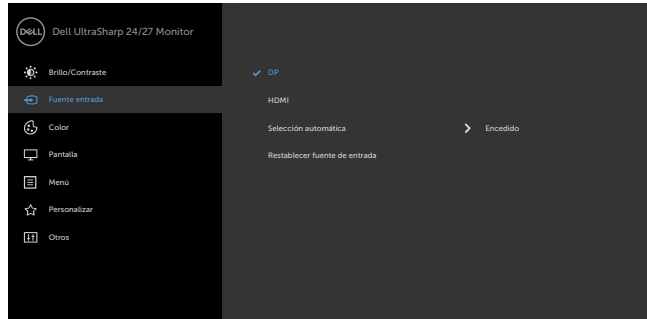 DELL Dell UltraSharp 24/27 Monitor
Brillo/Contraste
Fuente entrada
Color
Pantalla
Menú
Personalizar
Otros
DP
HDMI
Selección automática Encedido
Restablecer fuente de entrada